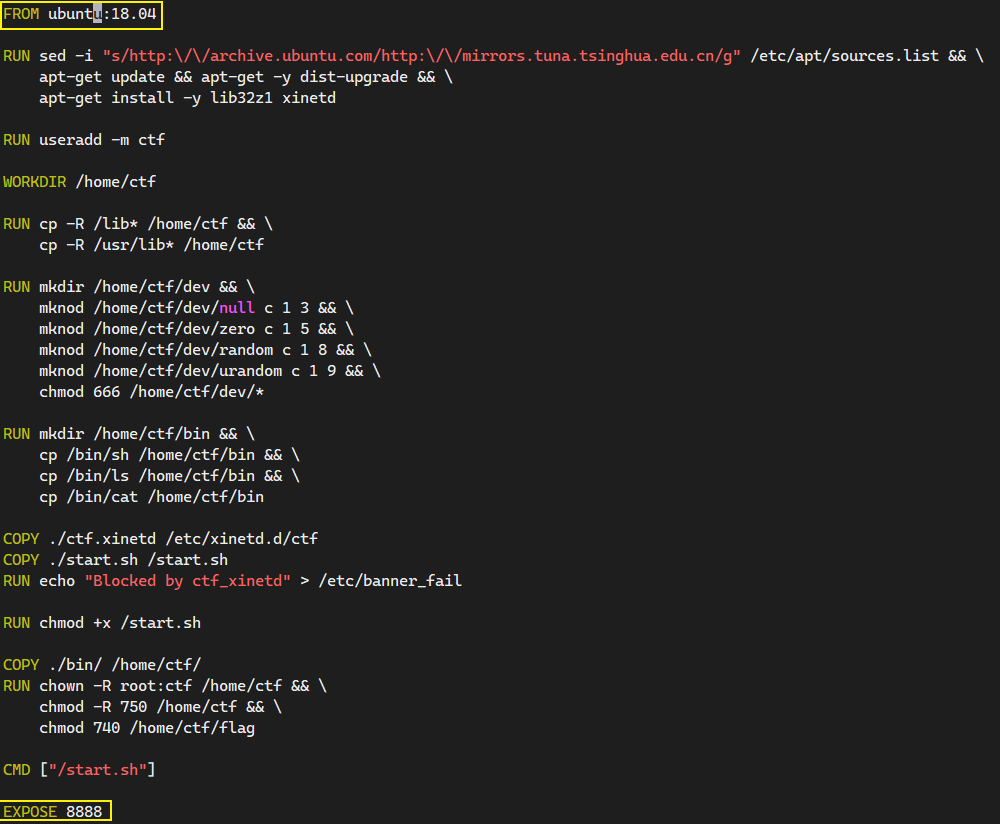 FROM ubuntu:18.04
RUN sed -i "s/http:\/\/archive.ubuntu.com/http:\/\/mirrors.tuna.tsinghua.edu.cn/g" /etc/apt/sources.list && \
    apt-get update && apt-get -y dist-upgrade && \
    apt-get install -y lib32z1 xinetd
RUN useradd -m ctf
WORKDIR /home/ctf
RUN cp -R /lib* /home/ctf && \
    cp -R /usr/lib* /home/ctf
RUN mkdir /home/ctf/dev && \
    mknod /home/ctf/dev/null c 1 3 && \
    mknod /home/ctf/dev/zero c 1 5 && \
    mknod /home/ctf/dev/random c 1 8 && \
    mknod /home/ctf/dev/urandom c 1 9 && \
    chmod 666 /home/ctf/dev/*
RUN mkdir /home/ctf/bin && \
    cp /bin/sh /home/ctf/bin && \
    cp /bin/ls /home/ctf/bin && \
    cp /bin/cat /home/ctf/bin
COPY ./ctf.xinetd /etc/xinetd.d/ctf
COPY ./start.sh /start.sh
RUN echo "Blocked by ctf_xinetd" > /etc/banner_fail
RUN chmod +x /start.sh
COPY ./bin/ /home/ctf/
RUN chown -R root:ctf /home/ctf && \
    chmod -R 750 /home/ctf && \
    chmod 740 /home/ctf/flag
CMD ["/start.sh"]
EXPOSE 8888